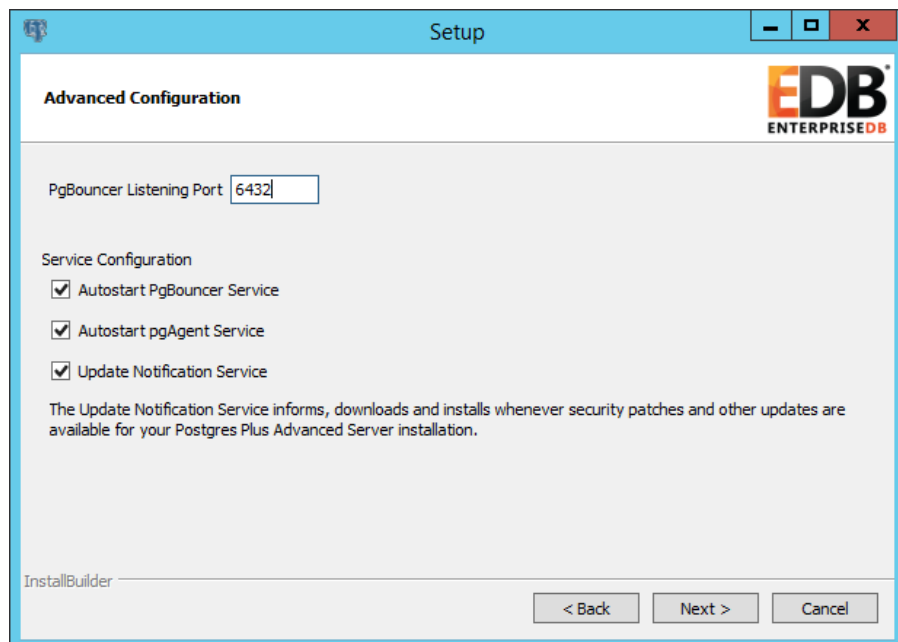 Setup
Advanced Configuration
EDB
ENTERPRISEDB
PgBouncer Listening Port 6432
Service Configuration
Autostart PgBouncer Service
Autostart pgAgent Service
Update Notification Service
The Update Notification Service informs, downloads and installs whenever security patches and other updates are
available for your Postgres Plus Advanced Server installation.
InstallBuilder
< Back Next > Cancel